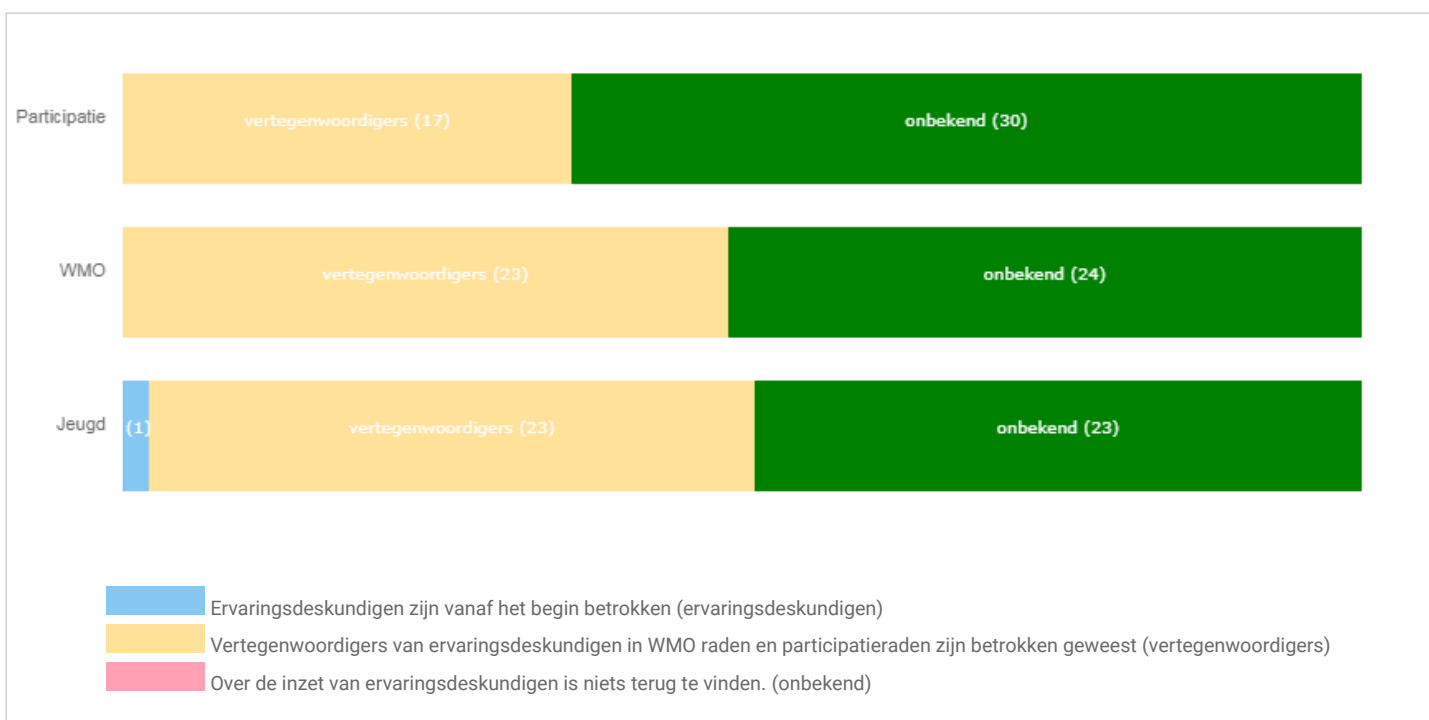 Participatie
vertegenwoordigers (17)
onbekend (30)
WMO
vertegenwoordigers (23)
onbekend (24)
Jeugd
(1)
vertegenwoordigers (23)
onbekend (23)
Ervaringsdeskundigen zijn vanaf het begin betrokken (ervaringsdeskundigen)
Vertegenwoordigers van ervaringsdeskundigen in WMO raden en participatieraden zijn betrokken geweest (vertegenwoordigers)
Over de inzet van ervaringsdeskundigen is niets terug te vinden. (onbekend)